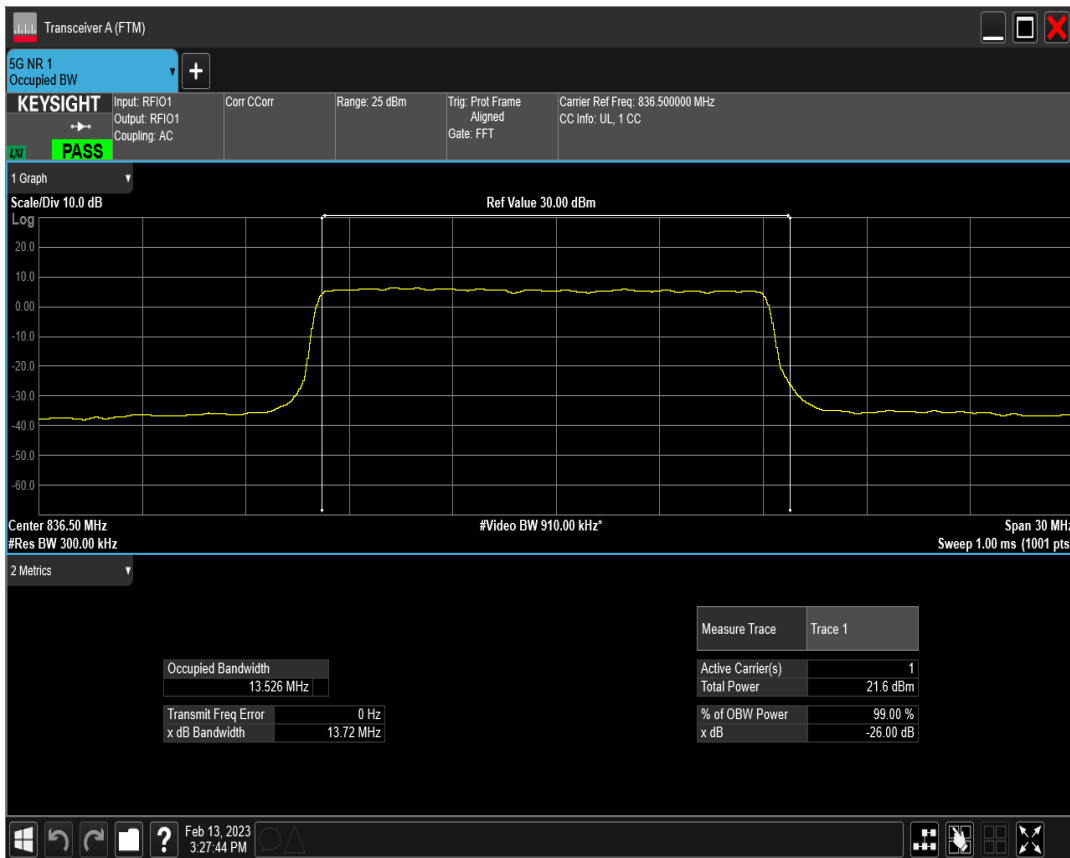 Transceiver A (FTM)
5G NR 1
Occupied BW
+
KEYSIGHT
LXI
PASS
Input: RFIO1
Output: RFIO1
Coupling: AC
Corr CCorr
Range: 25 dBm
Trig: Prot Frame
Aligned
Gate: FFT
Carrier Ref Freq: 836.500000 MHz
CC Info: UL, 1 CC
1 Graph
Scale/Div 10.0 dB
Ref Value 30.00 dBm
Log
20.0
10.0
0.00
-10.0
-20.0
-30.0
-40.0
-50.0
-60.0
Center 836.50 MHz
#Video BW 910.00 kHz*
Span 30 MHz
#Res BW 300.00 kHz
Sweep 1.00 ms (1001 pts
2 Metrics
Measure Trace Trace 1
Occupied Bandwidth
13.526 MHz
Transmit Freq Error 0 Hz
x dB Bandwidth 13.72 MHz
Active Carrier(s) 1
Total Power 21.6 dBm
% of OBW Power 99.00 %
x dB -26.00 dB
?
Feb 13, 2023
3:27:44 PM